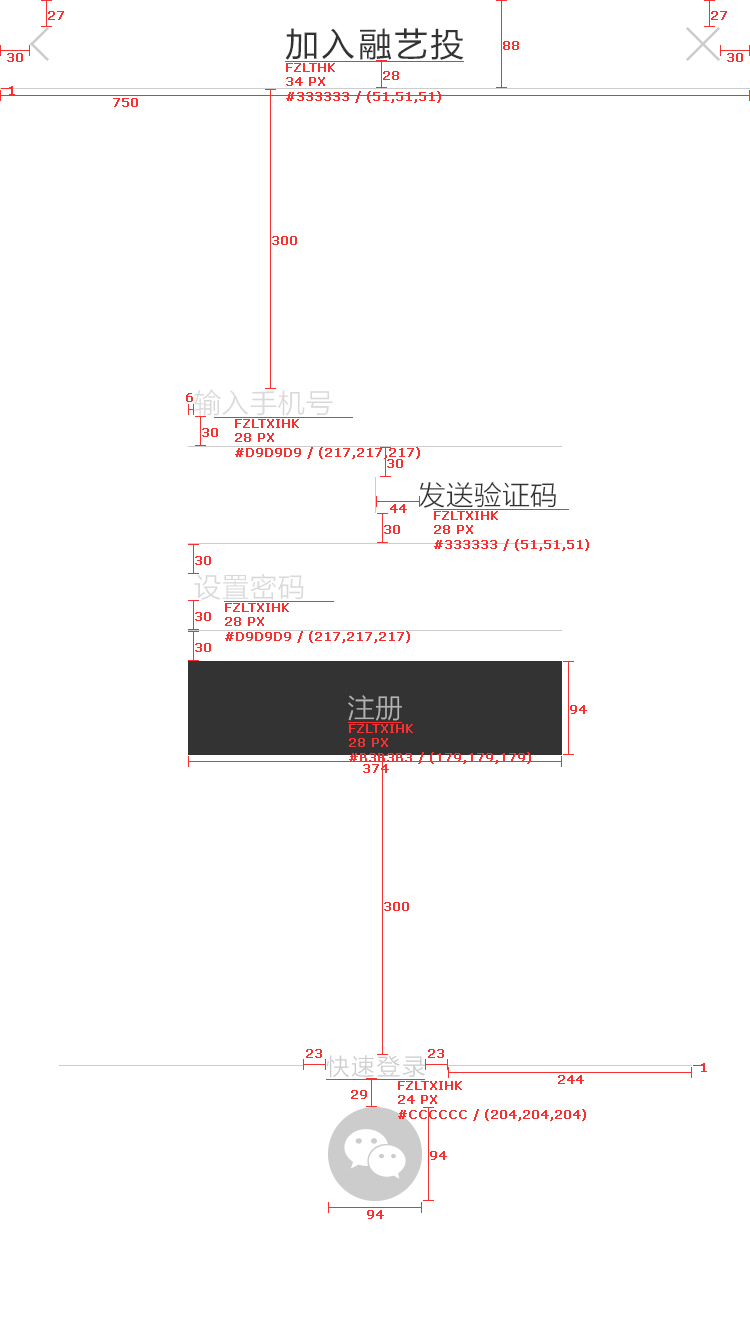 27
27
加入融艺投
88
30
30
FZLTHK
28
34 PX
1
#333333 / (51,51,51)
750
300
6
输入手机号
FZLTXIHK
30
28 PX
#D9D9D9 / (217,217,217)
30
发送验证码
44
FZLTXIHK
30
28 PX
#333333 / (51,51,51)
30
设置密码
FZLTXIHK
30
28 PX
#D9D9D9 / (217,217,217)
30
注册
94
FZLTXIHK
28 PX
#B3B3B3 / (179,179,179)
374
300
23
23
快速登录
1
244
FZLTXIHK
29
24 PX
#CCCCCC / (204,204,204)
94
94